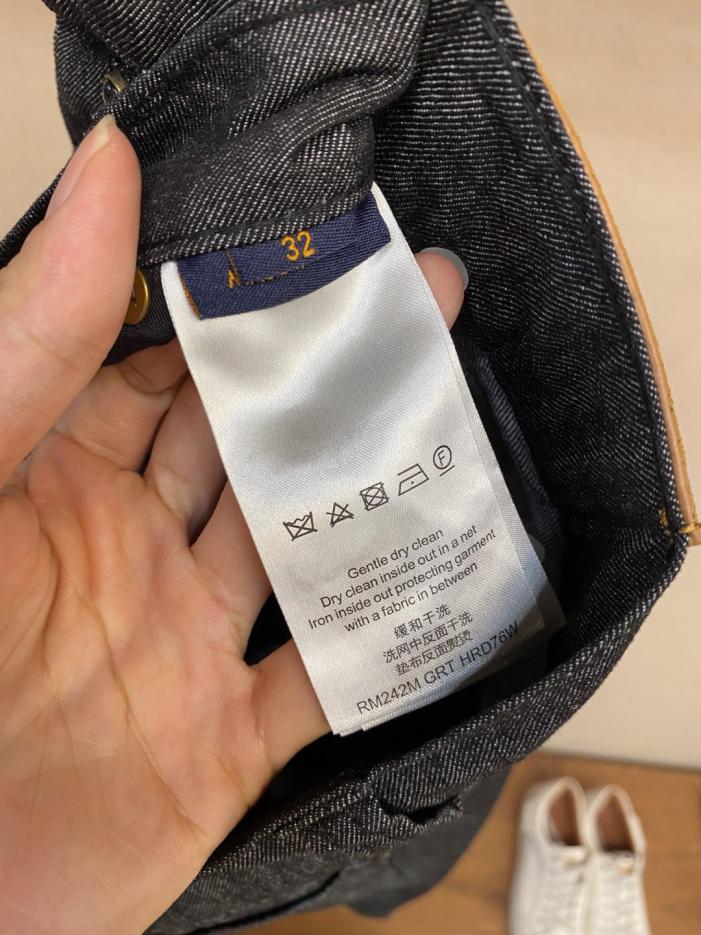 32
F
Gentle dry clean
Dry clean inside out in a net
Iron inside out protecting garment
with a fabric in between
缓和干洗
洗网中反面干洗
垫布反面熨烫
RM242M GRT HRD76W